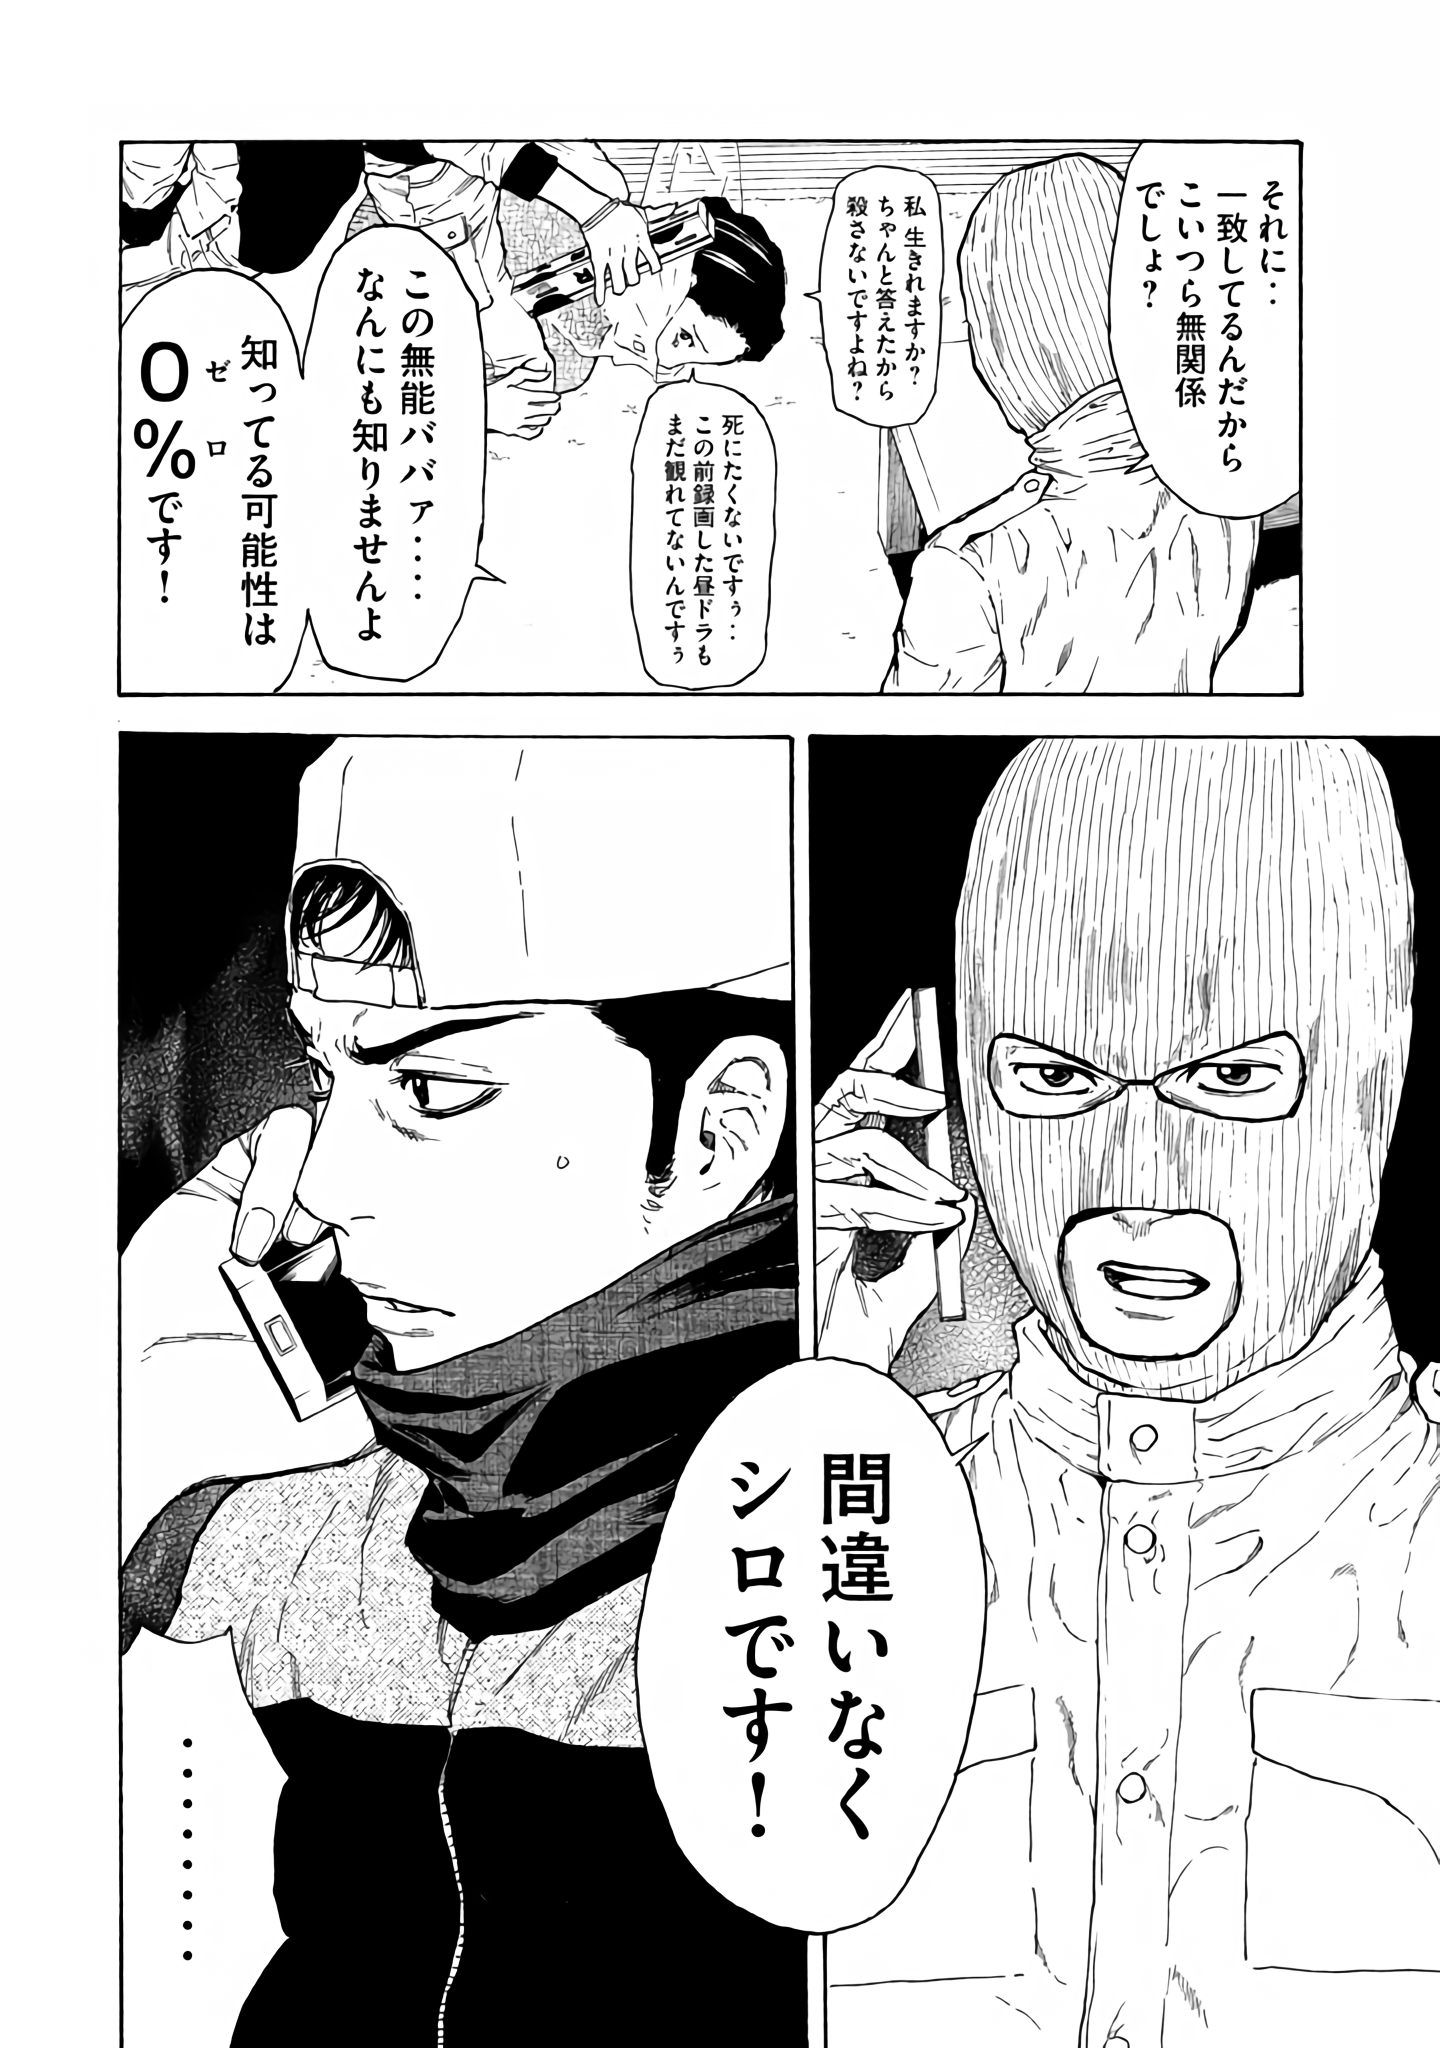 それに‥
一致してるんだから
こいつら無関係
でしょ？
私 生きれますか？
ちゃんと答えたから
殺さないですよね？
死にたくないですぅ‥
この前録画した昼ドラも
まだ観れてないんですぅ
この無能ババァ‥‥
なんにも知りませんよ
知ってる可能性は
0%です！
ゼロ
間違いなく
シロです！
・・・・・・・・